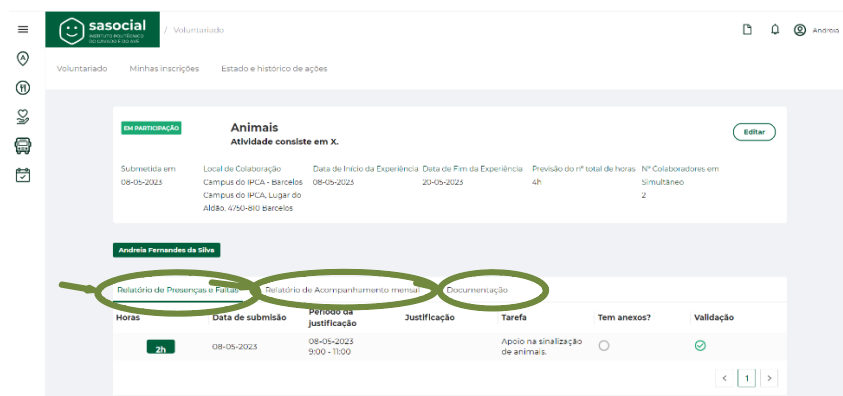 sasocial
INSTITUTO POLITÉCNICO
DO CÁVADO E DO AVE
/ Voluntariado
Andreia
Voluntariado Minhas inscrições Estado e histórico de ações
EM PARTICIPAÇÃO
Animais
Atividade consiste em X.
Editar
Submetida em Local de Colaboração Data de Início da Experiência Data de Fim da Experiência Previsão do nº total de horas Nº Colaboradores em
Simultâneo
08-05-2023 Campus do IPCA - Barcelos 08-05-2023 20-05-2023 4h
Campus do IPCA, Lugar do 2
Aldão, 4750-810 Barcelos
Andreia Fernandes da Silva
Relatório de Presenças e Faltas Relatório de Acompanhamento mensal Documentação
Horas Data de submisão Período da justificação Justificação Tarefa Tem anexos? Validação
2h 08-05-2023 08-05-2023 Apoio na sinalização
9:00 - 11:00 de animais.
< 1 >